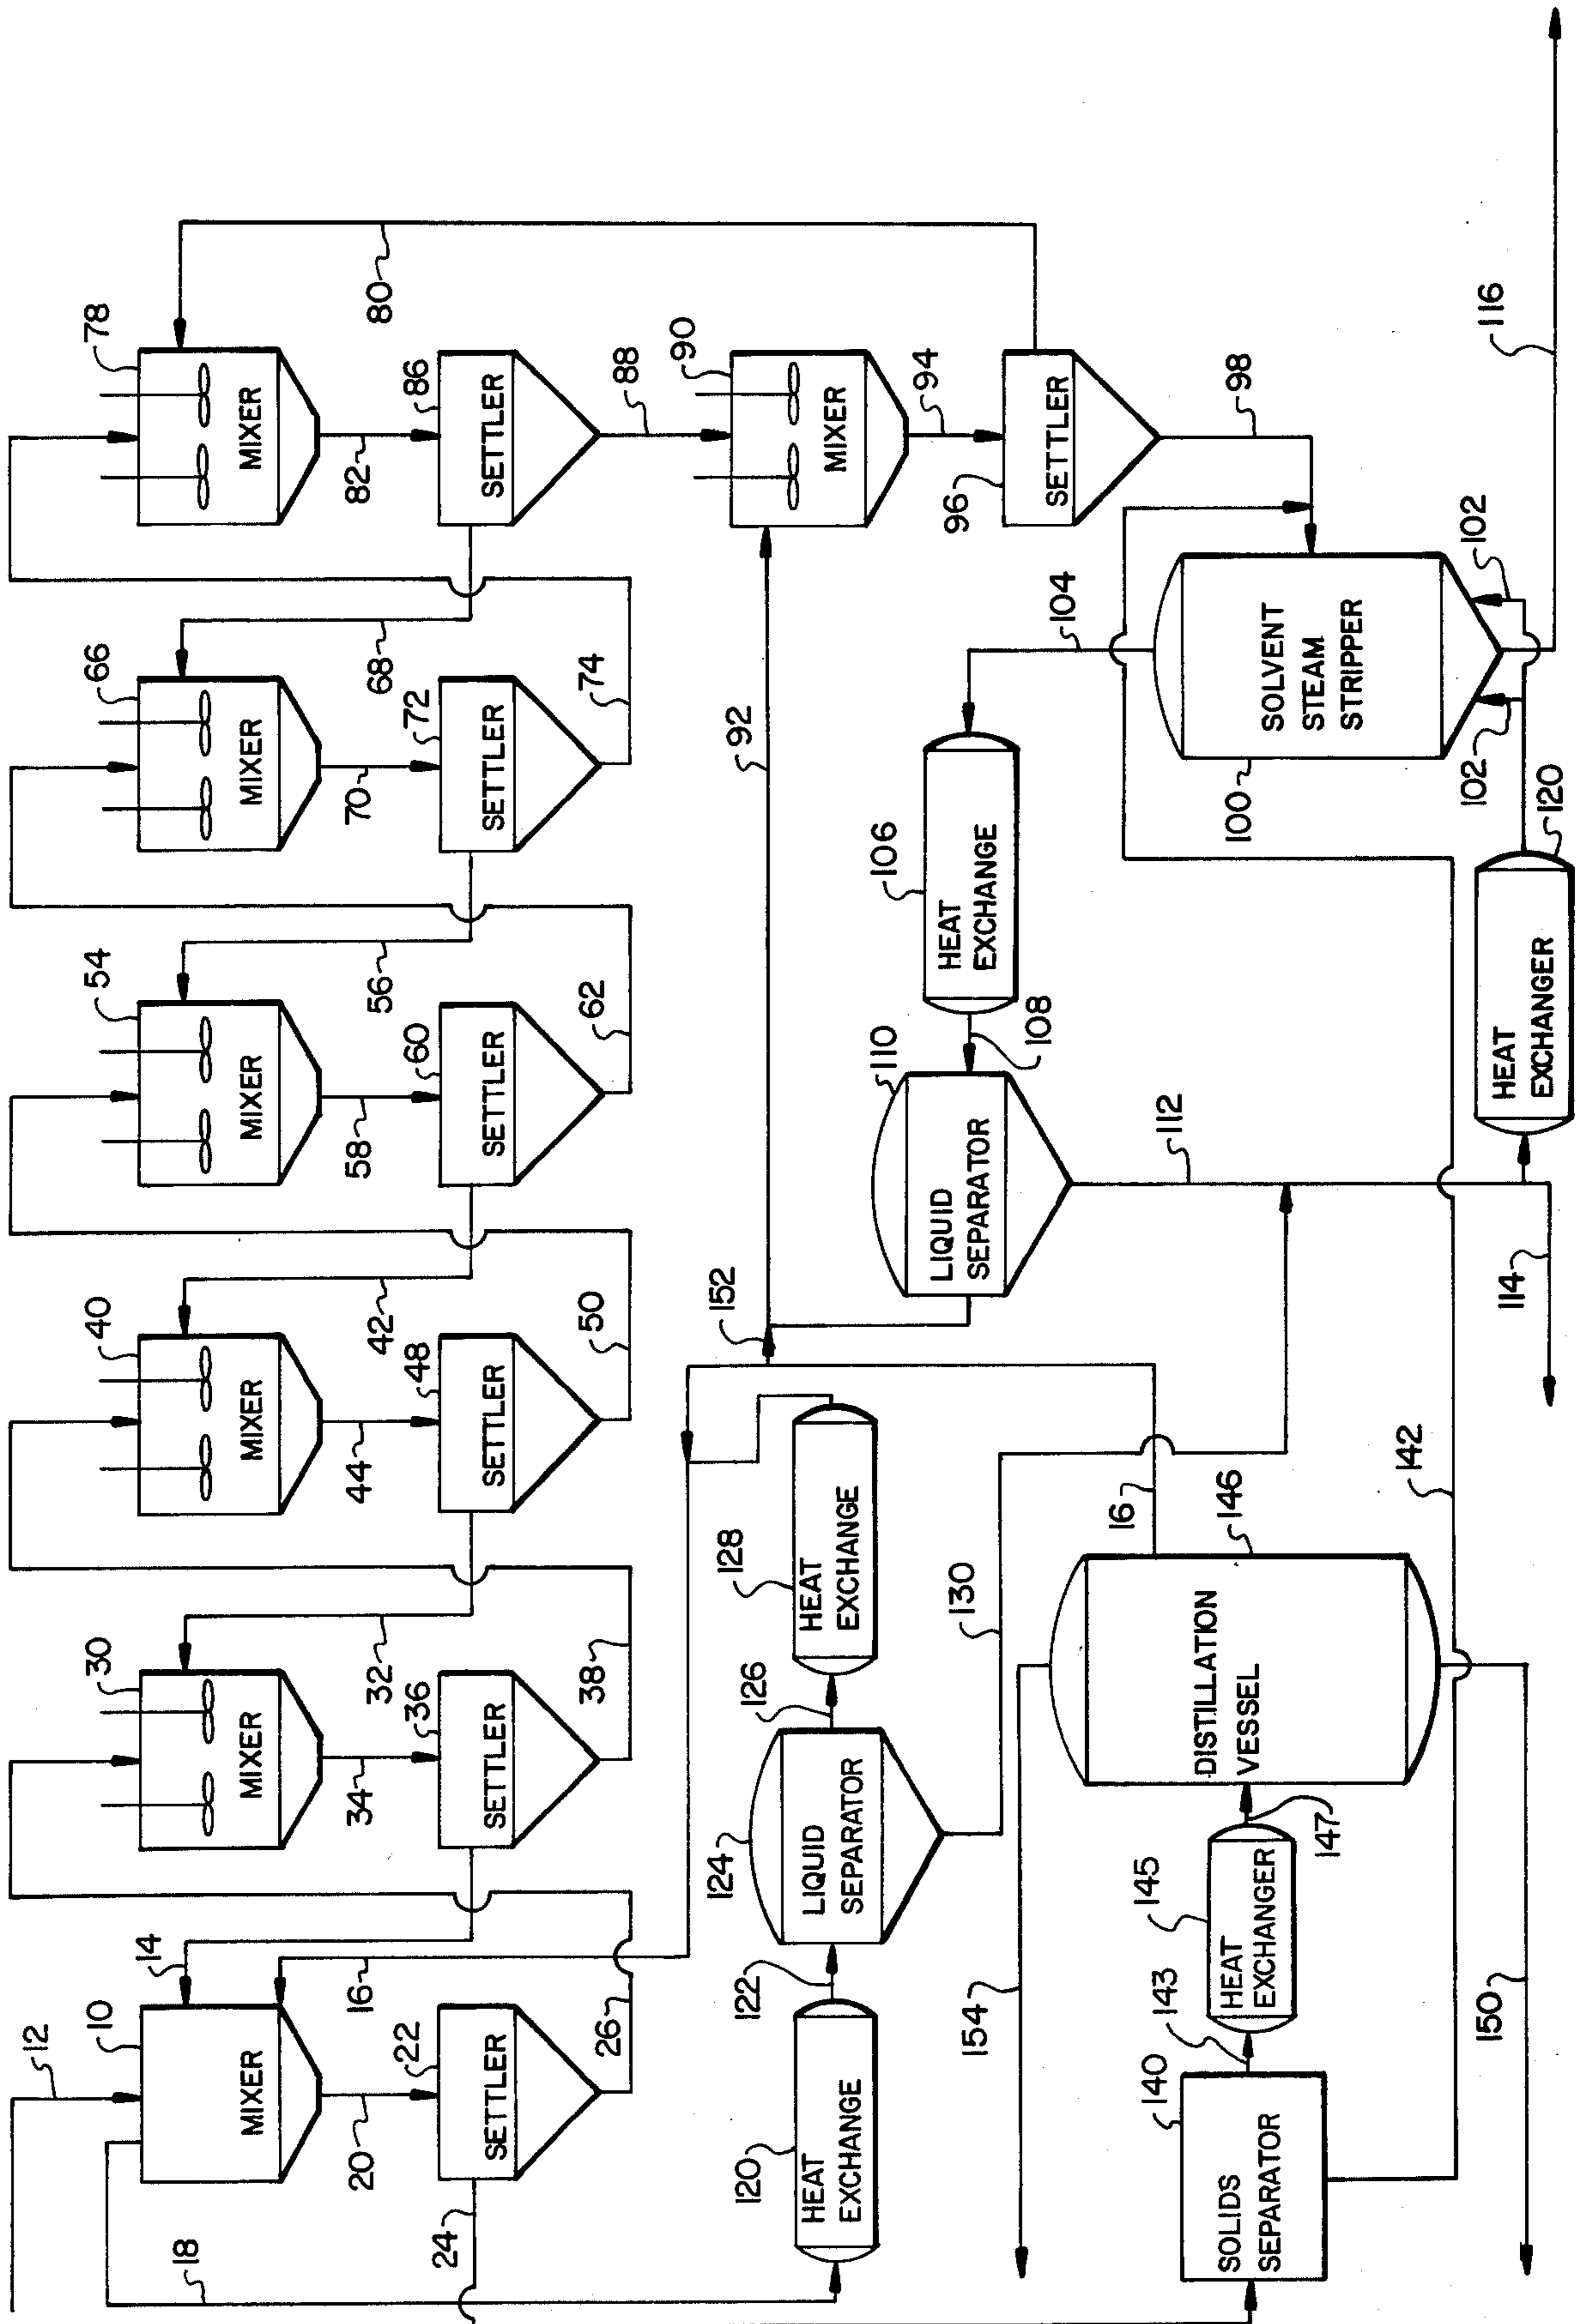 12
10
MIXER
14
16
18
20
22
SETTLER
24
26
30
MIXER
32
34
36
SETTLER
38
40
MIXER
42
44
48
SETTLER
50
54
MIXER
56
58
60
SETTLER
62
66
MIXER
68
70
72
SETTLER
74
78
MIXER
80
82
86
SETTLER
88
90
MIXER
92
94
96
SETTLER
98
120
HEAT
EXCHANGE
122
124
LIQUID
SEPARATOR
126
128
HEAT
EXCHANGE
130
152
110
LIQUID
SEPARATOR
108
106
HEAT
EXCHANGE
104
100
SOLVENT
STEAM
STRIPPER
102
102
112
114
116
120
HEAT
EXCHANGER
140
SOLIDS
SEPARATOR
143
145
HEAT
EXCHANGER
147
146
DISTILLATION
VESSEL
16
142
150
154